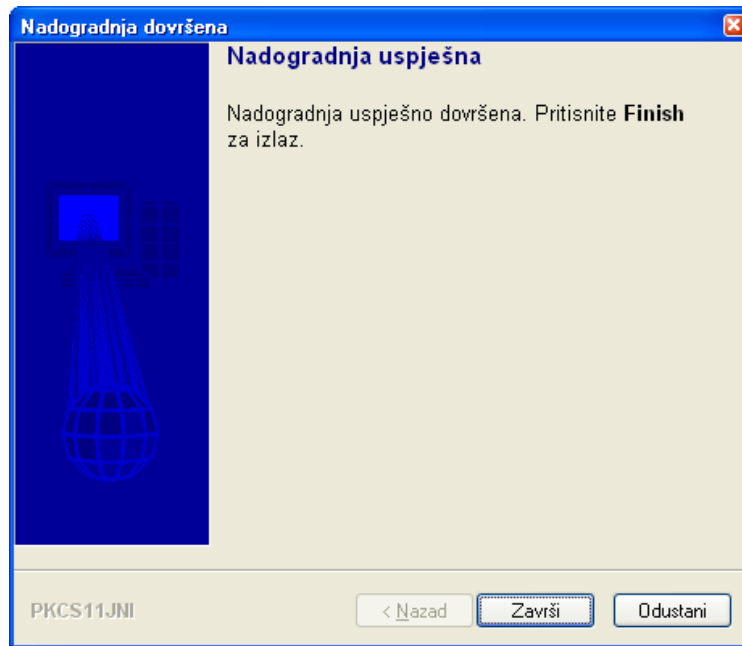 Nadogradnja dovršena
Nadogradnja uspješna
Nadogradnja uspješno dovršena. Pritisnite Finish
za izlaz.
PKCS11JNI
< Nazad
Završi
Odustani